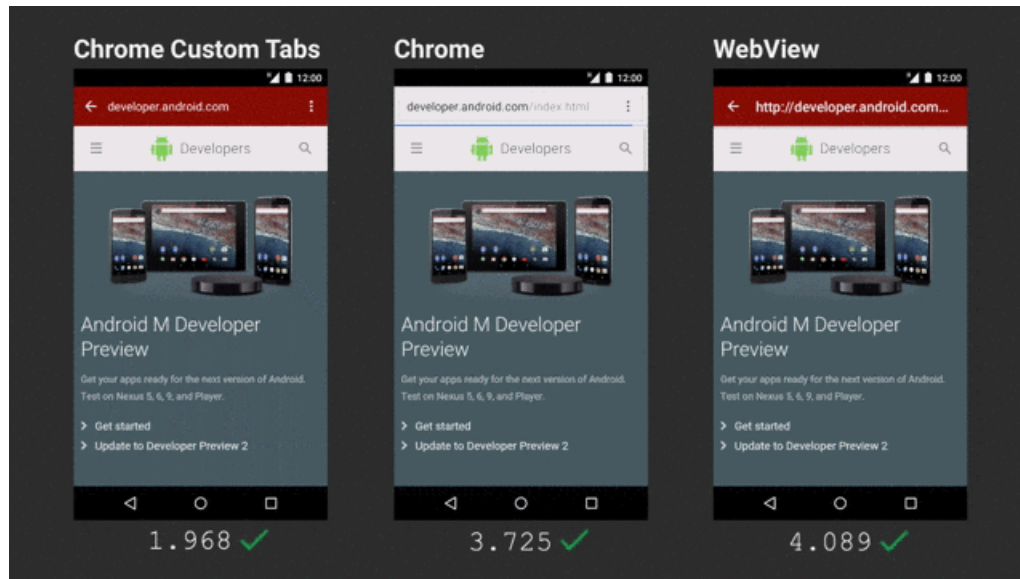 Chrome Custom Tabs
12:00
developer.android.com
Developers
Android M Developer
Preview
Get your apps ready for the next version of Android.
Test on Nexus 5, 6, 9, and Player.
Get started
Update to Developer Preview 2
1.968
Chrome
12:00
developer.android.com/index.html
Developers
Android M Developer
Preview
Get your apps ready for the next version of Android.
Test on Nexus 5, 6, 9, and Player.
Get started
Update to Developer Preview 2
3.725
WebView
12:00
http://developer.android.com...
Developers
Android M Developer
Preview
Get your apps ready for the next version of Android.
Test on Nexus 5, 6, 9, and Player.
Get started
Update to Developer Preview 2
4.089